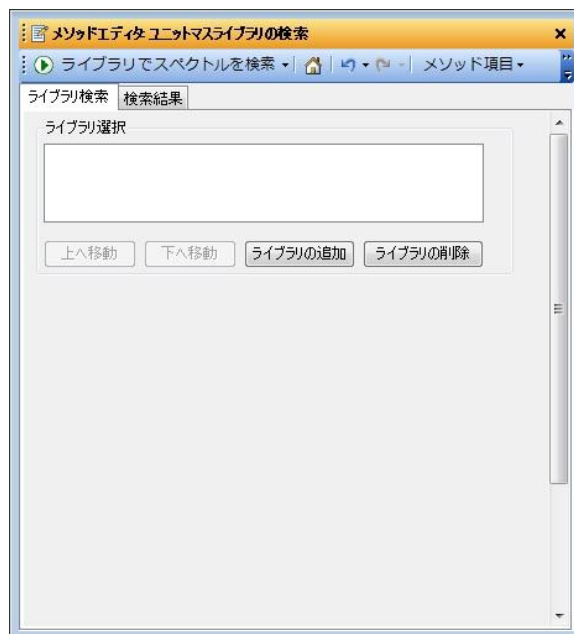 メソッドエディタ ユニットマスライブラリの検索
ライブラリでスペクトルを検索 メソッド項目
ライブラリ検索 検索結果
ライブラリ選択
上へ移動 下へ移動 ライブラリの追加 ライブラリの削除